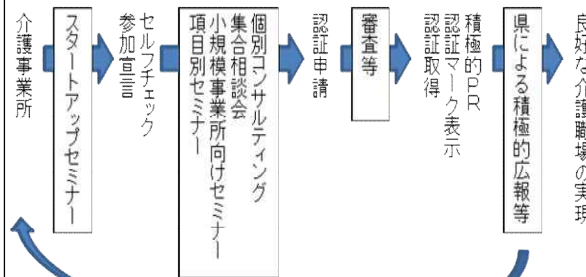 介護事業所
スタートアップセミナー
セルフチェック
参加宣言
個別コンサルティング
集合相談会
小規模事業所向けセミナー
項目別セミナー
認証申請
審査等
積極的ＰＲ
認証マーク表示
認証取得
県による積極的広報等
良好な介護職場の実現